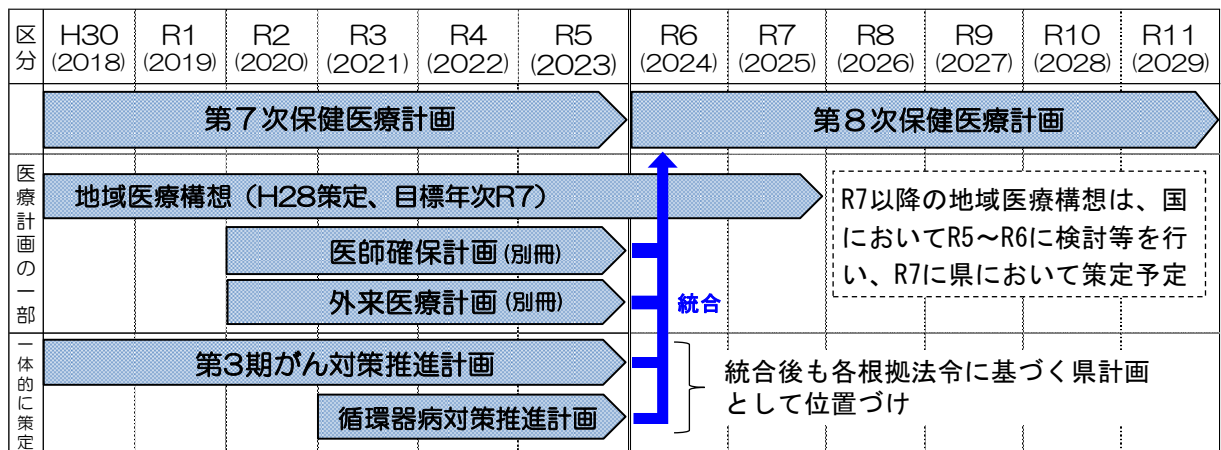 区分
H30 (2018)
R1 (2019)
R2 (2020)
R3 (2021)
R4 (2022)
R5 (2023)
R6 (2024)
R7 (2025)
R8 (2026)
R9 (2027)
R10 (2028)
R11 (2029)
第７次保健医療計画
第８次保健医療計画
医療計画の一部
地域医療構想（H28策定、目標年次R7）
R7以降の地域医療構想は、国
においてR5～R6に検討等を行
い、R7に県において策定予定
医師確保計画(別冊)
外来医療計画(別冊)
統合
一体的に策定
第３期がん対策推進計画
循環器病対策推進計画
統合後も各根拠法令に基づく県計画
として位置づけ